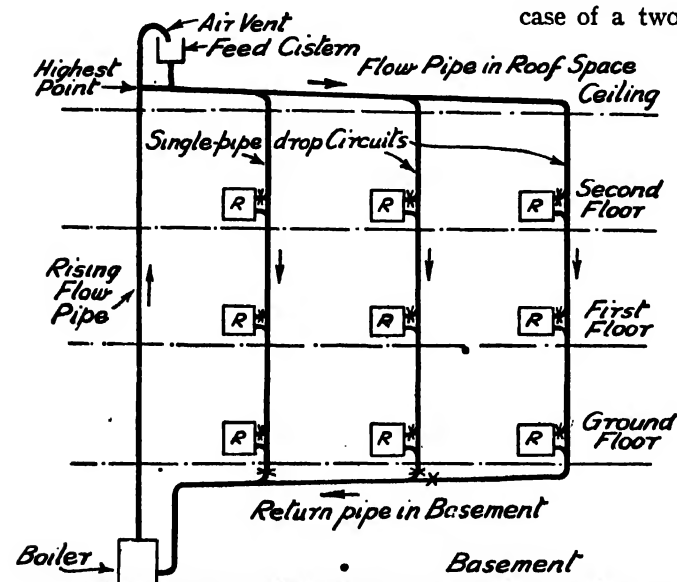 case of a two
Air Vent
Feed Cistern
Highest
Point
Flow Pipe in Roof Space
Ceiling
Single-pipe drop Circuits
R
R
R
Second
Floor
Rising
Flow
Pipe
R
R
R
First
Floor
R
R
R
Ground
Floor
Return pipe in Basement
Boiler
Basement